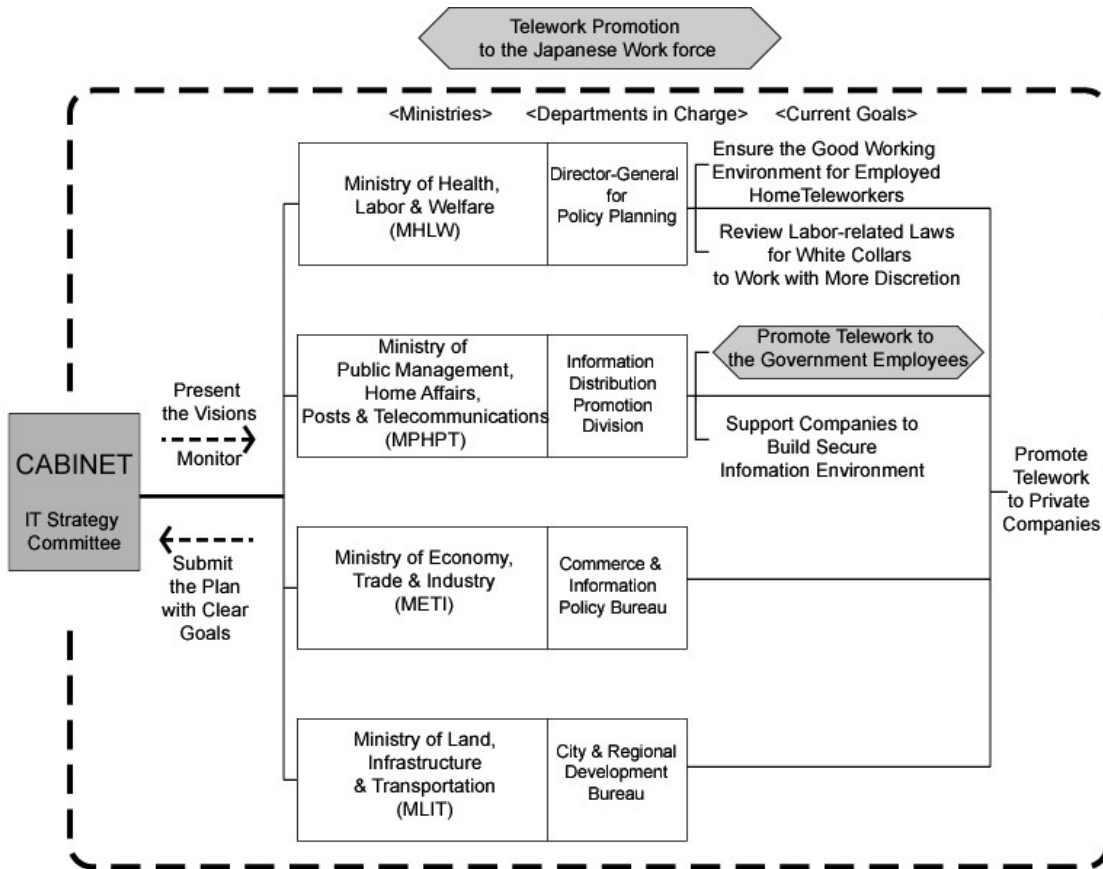 Telework Promotion
to the Japanese Work force
<Ministries>
<Departments in Charge>
<Current Goals>
CABINET
IT Strategy
Committee
Present
the Visions
Monitor
Submit
the Plan
with Clear
Goals
Ministry of Health,
Labor & Welfare
(MHLW)
Director-General
for
Policy Planning
Ensure the Good Working
Environment for Employed
HomeTeleworkers
Review Labor-related Laws
for White Collars
to Work with More Discretion
Ministry of
Public Management,
Home Affairs,
Posts & Telecommunications
(MPHPT)
Information
Distribution
Promotion
Division
Promote Telework to
the Government Employees
Support Companies to
Build Secure
Infomation Environment
Ministry of Economy,
Trade & Industry
(METI)
Commerce &
Information
Policy Bureau
Ministry of Land,
Infrastructure
& Transportation
(MLIT)
City & Regional
Development
Bureau
Promote
Telework
to Private
Companies